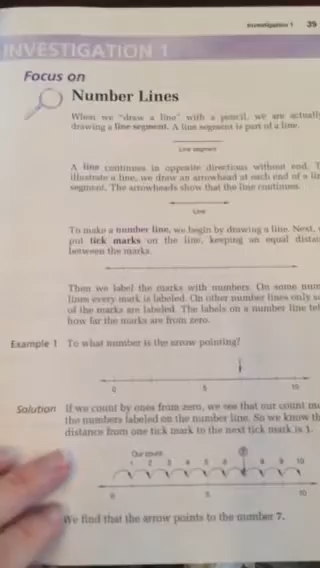 Investigation 1 39
INVESTIGATION 1
Focus on
Number Lines
When we "draw a line" with a pencil, we are actually
drawing a line segment. A line segment is part of a line.
Line segment
A line continues in opposite directions without end. T
illustrate a line, we draw an arrowhead at each end of a lin
segment. The arrowheads show that the line continues.
Line
To make a number line, we begin by drawing a line. Next,
put tick marks on the line, keeping an equal distan
between the marks.
Then we label the marks with numbers. On some num
lines every mark is labeled. On other number lines only so
of the marks are labeled. The labels on a number line tel
how far the marks are from zero.
Example 1 To what number is the arrow pointing?
0 5 10
Solution If we count by ones from zero, we see that our count ma
the numbers labeled on the number line. So we know th
distance from one tick mark to the next tick mark is 1.
Our count
1 2 3 4 5 6 7 8 9 10
0 5 10
We find that the arrow points to the number 7.